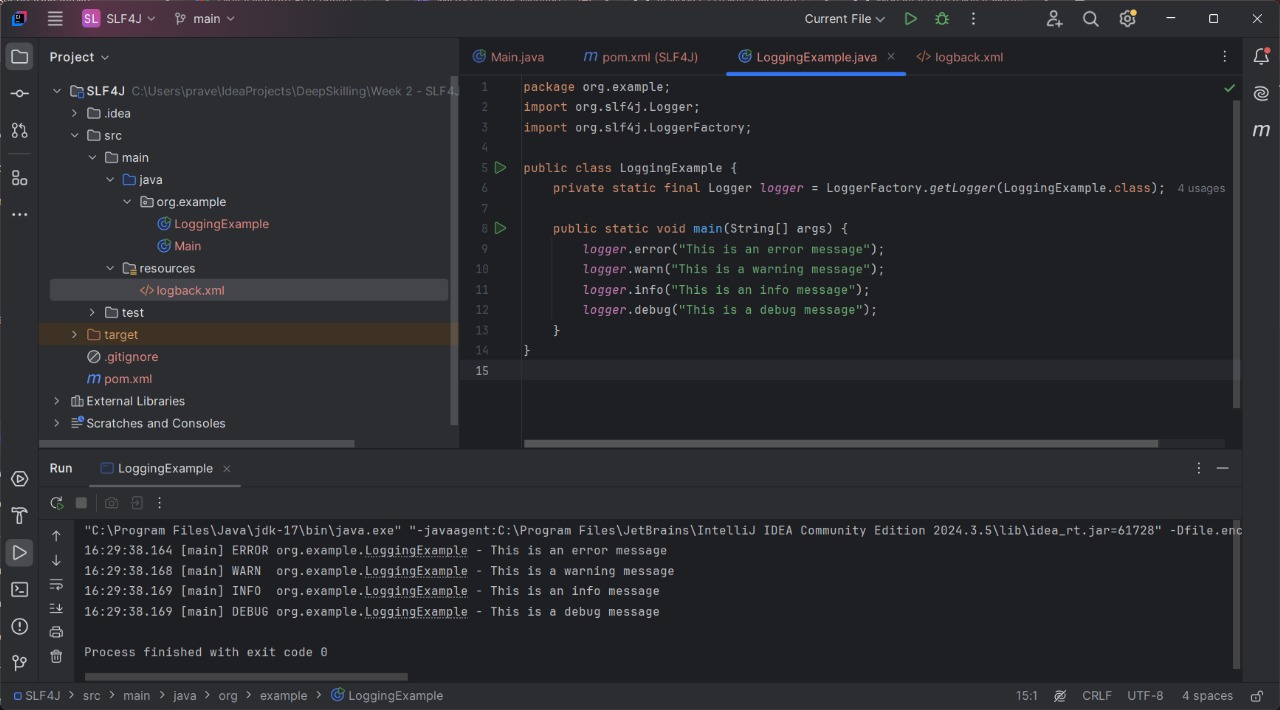 SL SLF4J main Current File
Project
Main.java
pom.xml (SLF4J)
LoggingExample.java
logback.xml
SLF4J C:\Users\prave\IdeaProjects\DeepSkilling\Week 2 - SLF4J
.idea
src
main
java
org.example
LoggingExample
Main
resources
logback.xml
test
target
.gitignore
pom.xml
External Libraries
Scratches and Consoles
1 package org.example;
2 import org.slf4j.Logger;
3 import org.slf4j.LoggerFactory;
4
5 public class LoggingExample {
6 private static final Logger logger = LoggerFactory.getLogger(LoggingExample.class); 4 usages
7
8 public static void main(String[] args) {
9 logger.error("This is an error message");
10 logger.warn("This is a warning message");
11 logger.info("This is an info message");
12 logger.debug("This is a debug message");
13 }
14 }
15
Run LoggingExample
"C:\Program Files\Java\jdk-17\bin\java.exe" "-javaagent:C:\Program Files\JetBrains\IntelliJ IDEA Community Edition 2024.3.5\lib\idea_rt.jar=61728" -Dfile.enc
16:29:38.164 [main] ERROR org.example.LoggingExample - This is an error message
16:29:38.168 [main] WARN  org.example.LoggingExample - This is a warning message
16:29:38.169 [main] INFO  org.example.LoggingExample - This is an info message
16:29:38.169 [main] DEBUG org.example.LoggingExample - This is a debug message
Process finished with exit code 0
SLF4J > src > main > java > org > example > LoggingExample
15:1 CRLF UTF-8 4 spaces